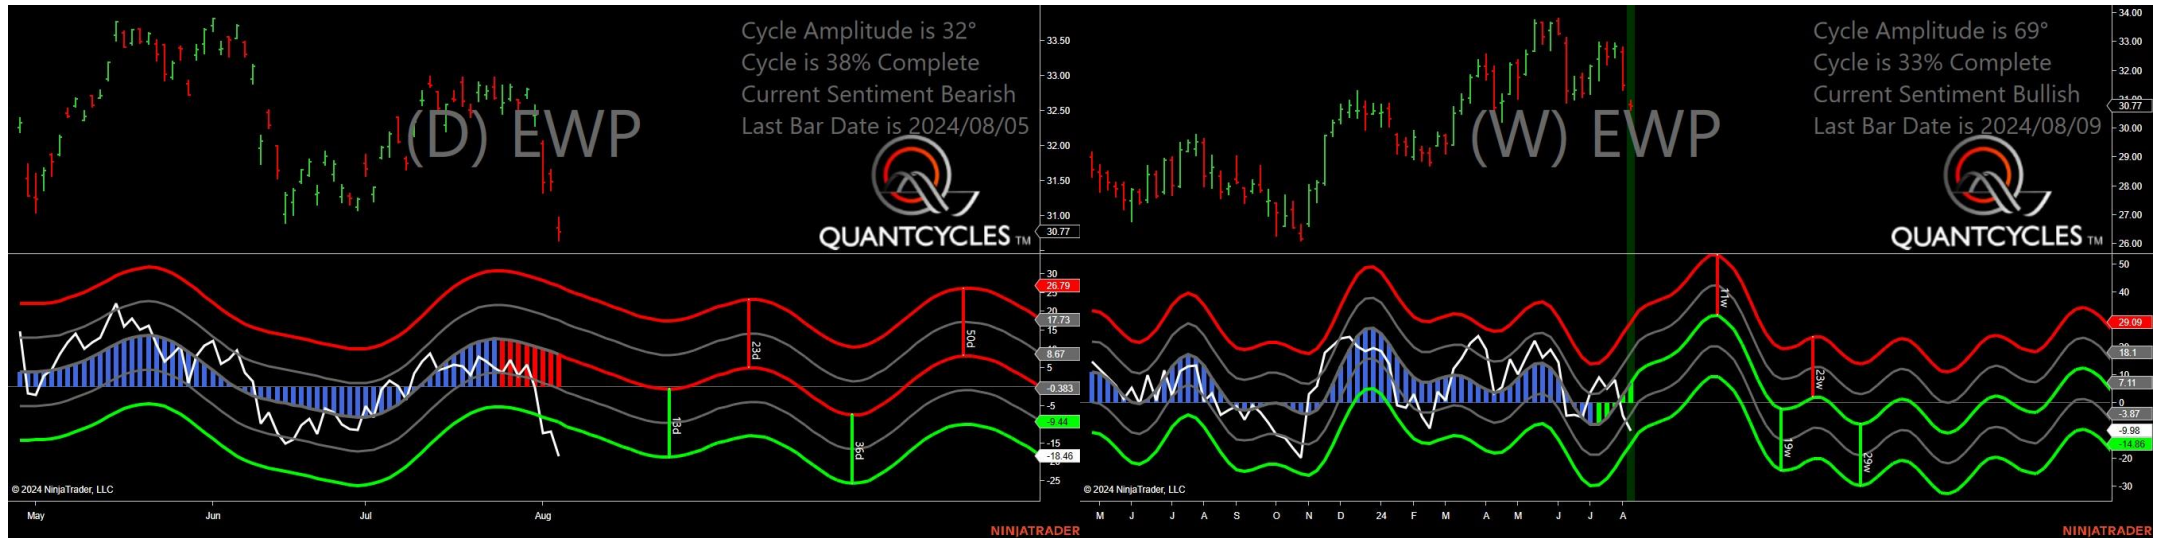 Cycle Amplitude is 32°
Cycle is 38% Complete
Current Sentiment Bearish
Last Bar Date is 2024/08/05
(D) EWP
QUANTCYCLES TM
33.50
33.00
32.50
32.00
31.50
31.00
30.77
30
26.79
25
17.73
15
10
8.67
5
-0.383
-5
-9.44
-15
-18.46
-25
13d
23d
36d
50d
© 2024 NinjaTrader, LLC
May
Jun
Jul
Aug
NINJATRADER
Cycle Amplitude is 69°
Cycle is 33% Complete
Current Sentiment Bullish
Last Bar Date is 2024/08/09
(W) EWP
QUANTCYCLES TM
34.00
33.00
32.00
31.00
30.77
30.00
29.00
28.00
27.00
26.00
50
40
29.09
18.1
10
7.11
0
-3.87
-9.98
-14.86
-20
-30
11w
19w
23w
29w
© 2024 NinjaTrader, LLC
M
J
J
A
S
O
N
D
24
F
M
A
M
J
J
A
NINJATRADER